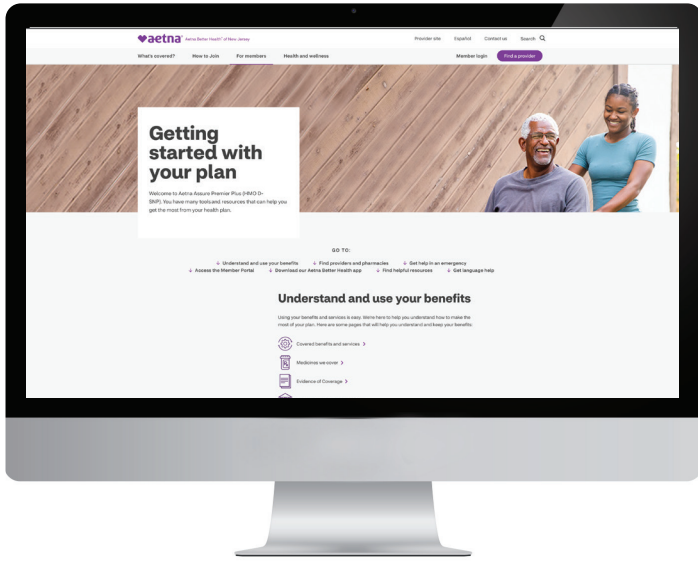 aetna Aetna Better Health® of New Jersey
Provider site Español Contact us Search
What's covered? How to Join For members Health and wellness Member login Find a provider
Getting
started with
your plan
Welcome to Aetna Assure Premier Plus (HMO D-
SNP). You have many tools and resources that can help you
get the most from your health plan.
GO TO:
↓ Understand and use your benefits ↓ Find providers and pharmacies ↓ Get help in an emergency
↓ Access the Member Portal ↓ Download our Aetna Better Health app ↓ Find helpful resources ↓ Get language help
Understand and use your benefits
Using your benefits and services is easy. We're here to help you understand how to make the
most of your plan. Here are some pages that will help you understand and keep your benefits:
Covered benefits and services >
Medicines we cover >
Evidence of Coverage >